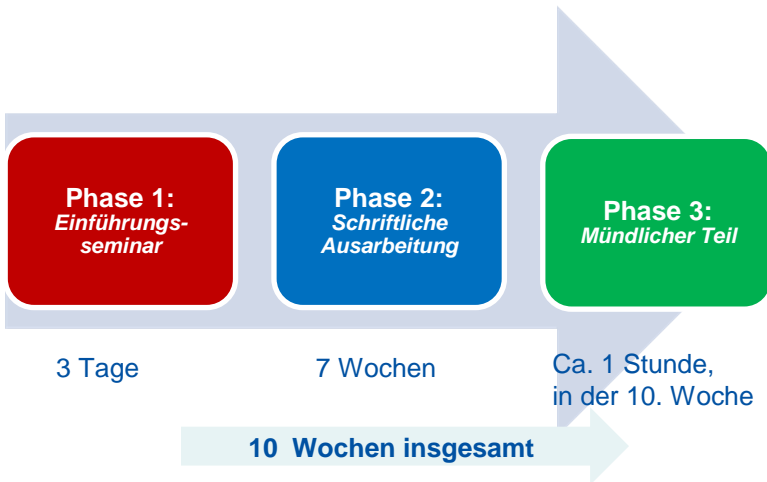 Phase 1:
Einführungs-
seminar
Phase 2:
Schriftliche
Ausarbeitung
Phase 3:
Mündlicher Teil
3 Tage
7 Wochen
Ca. 1 Stunde,
in der 10. Woche
10 Wochen insgesamt